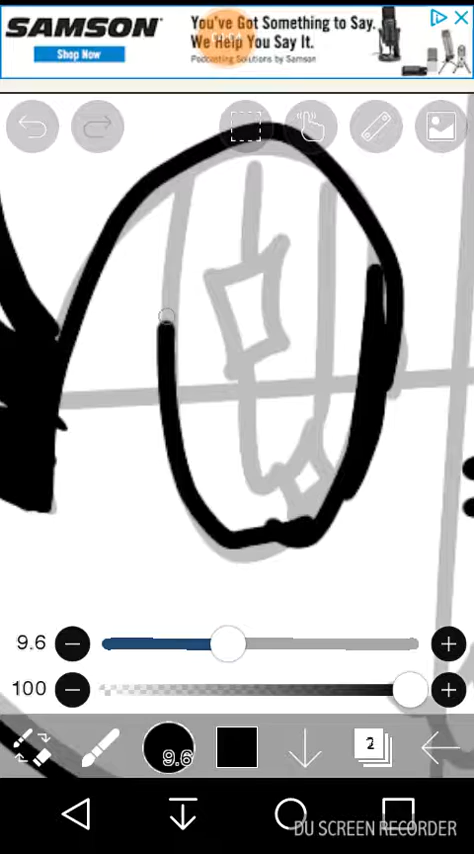 SAMSON
Shop Now
You've Got Something to Say.
We Help You Say It.
Podcasting Solutions by Samson
9.6
100
9.6
2
DU SCREEN RECORDER